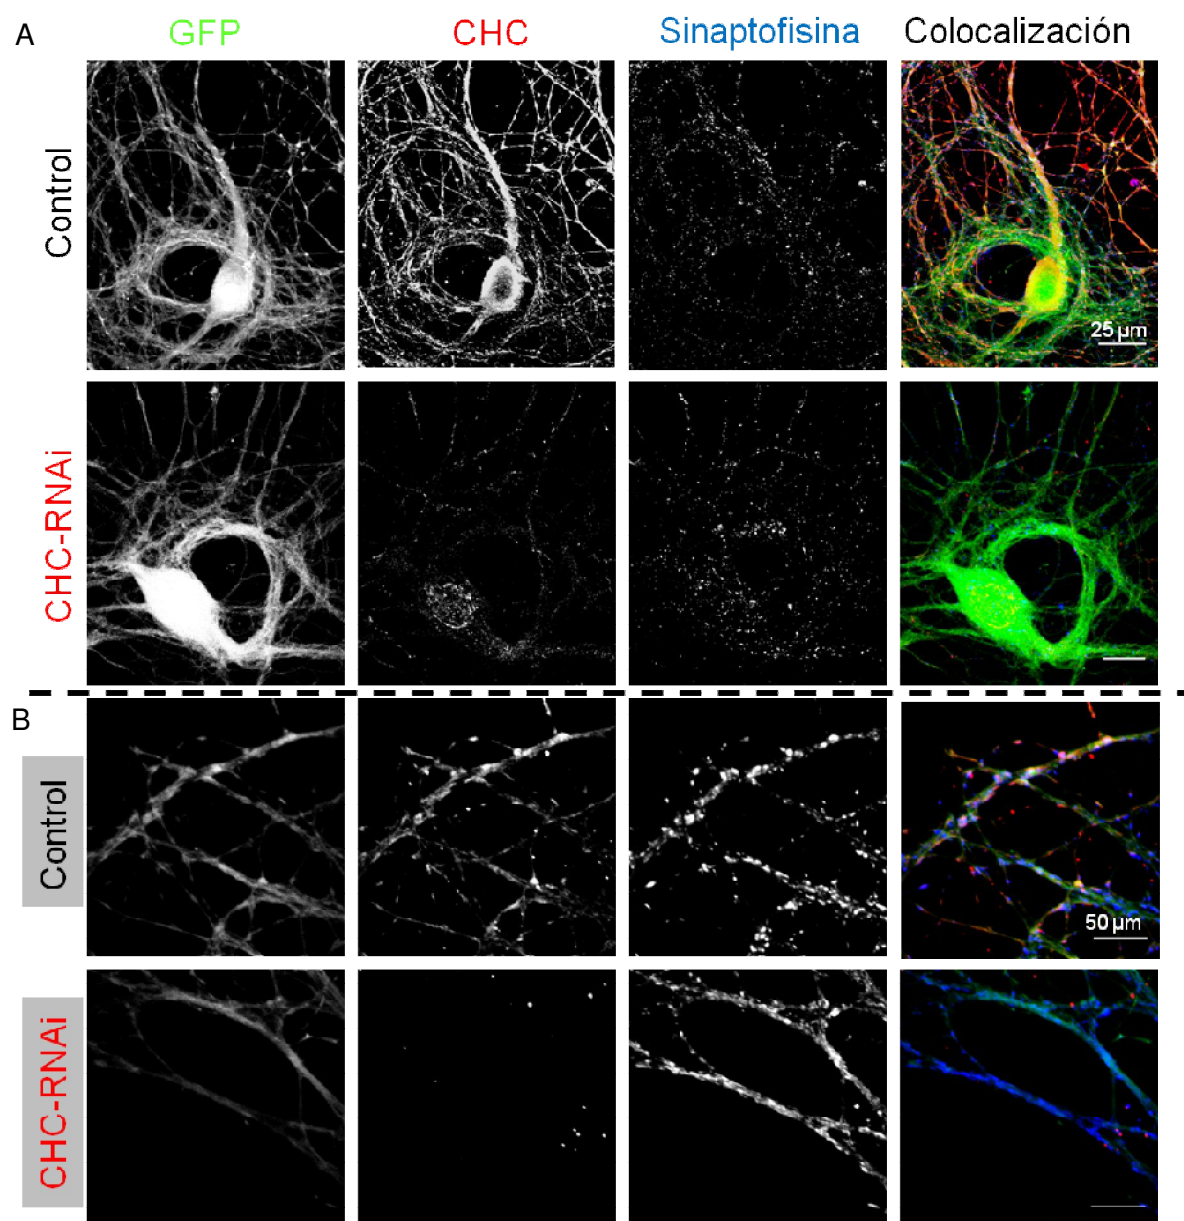 A
GFP
CHC
Sinaptofisina
Colocalización
Control
25 µm
CHC-RNAi
B
Control
50 µm
CHC-RNAi